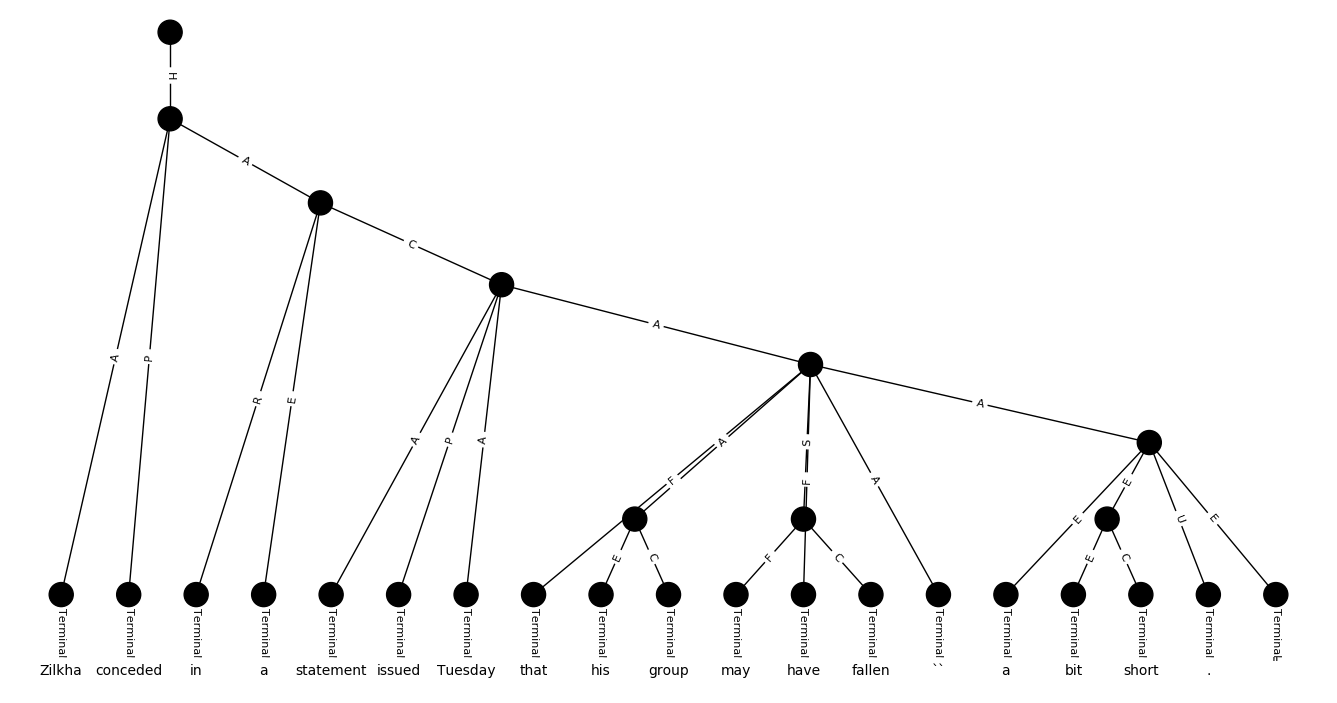 H
A
C
A P
A
R E
A
A P A
A
S
F
F
A
E
E
U E
E C
F C
E C
Terminal Terminal Terminal Terminal Terminal Terminal Terminal Terminal Terminal Terminal Terminal Terminal Terminal Terminal Terminal Terminal Terminal Terminal Terminal
Zilkha conceded in a statement issued Tuesday that his group may have fallen `` a bit short .